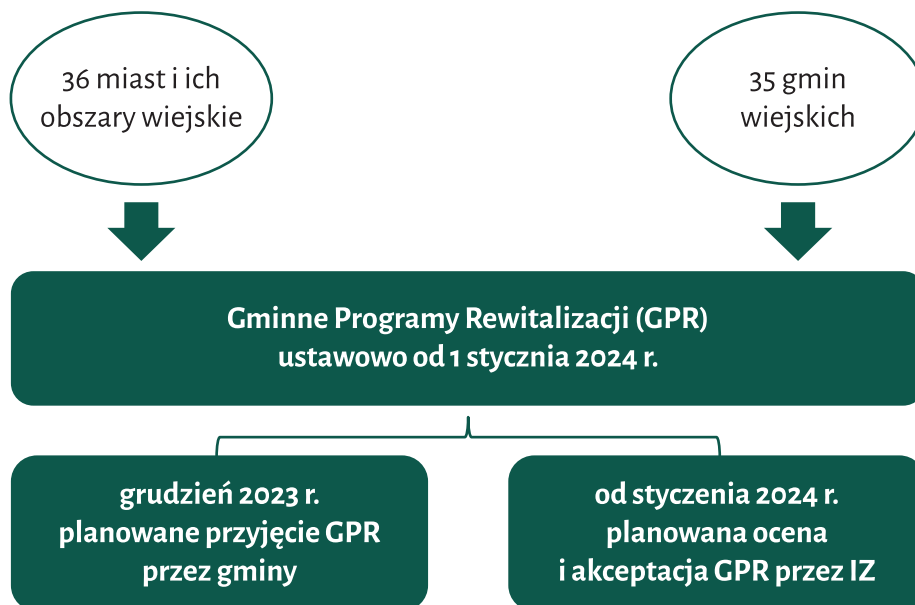 36 miast i ich
obszary wiejskie
35 gmin
wiejskich
Gminne Programy Rewitalizacji (GPR)
ustawowo od 1 stycznia 2024 r.
grudzień 2023 r.
planowane przyjęcie GPR
przez gminy
od styczenia 2024 r.
planowana ocena
i akceptacja GPR przez IZ